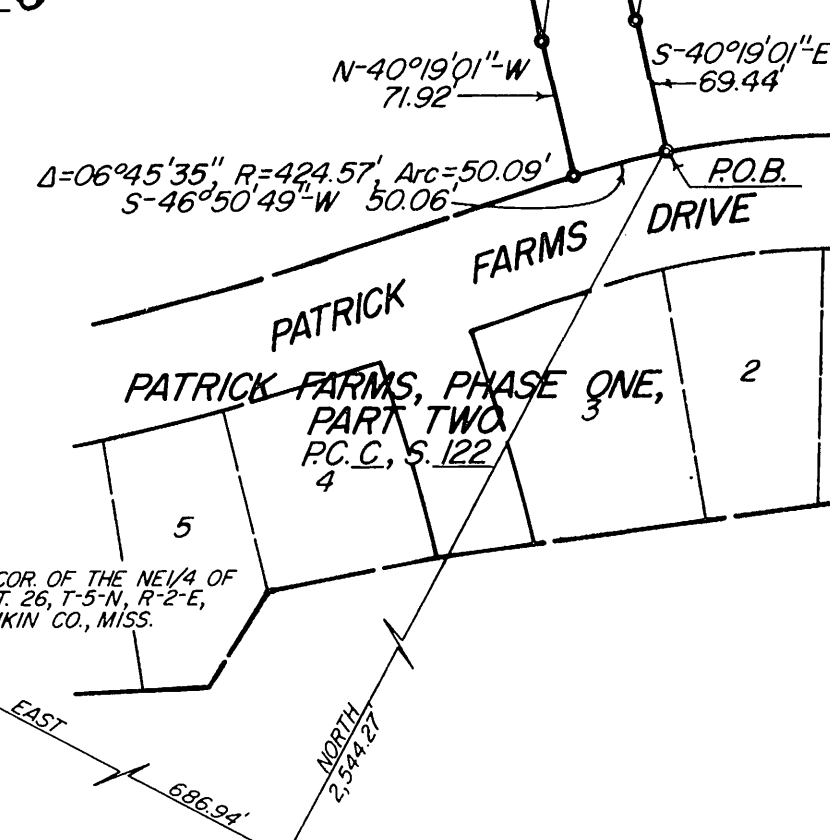 N-40°19'01"-W
71.92'
S-40°19'01"-E
69.44'
Δ=06°45'35", R=424.57', Arc=50.09'
S-46°50'49"-W 50.06'
P.O.B.
PATRICK FARMS DRIVE
PATRICK FARMS, PHASE ONE,
PART TWO
P.C. C, S. 122
2
3
4
5
COR. OF THE NE1/4 OF
T. 26, T-5-N, R-2-E,
KIN CO., MISS.
EAST
686.94'
NORTH
2,544.27'